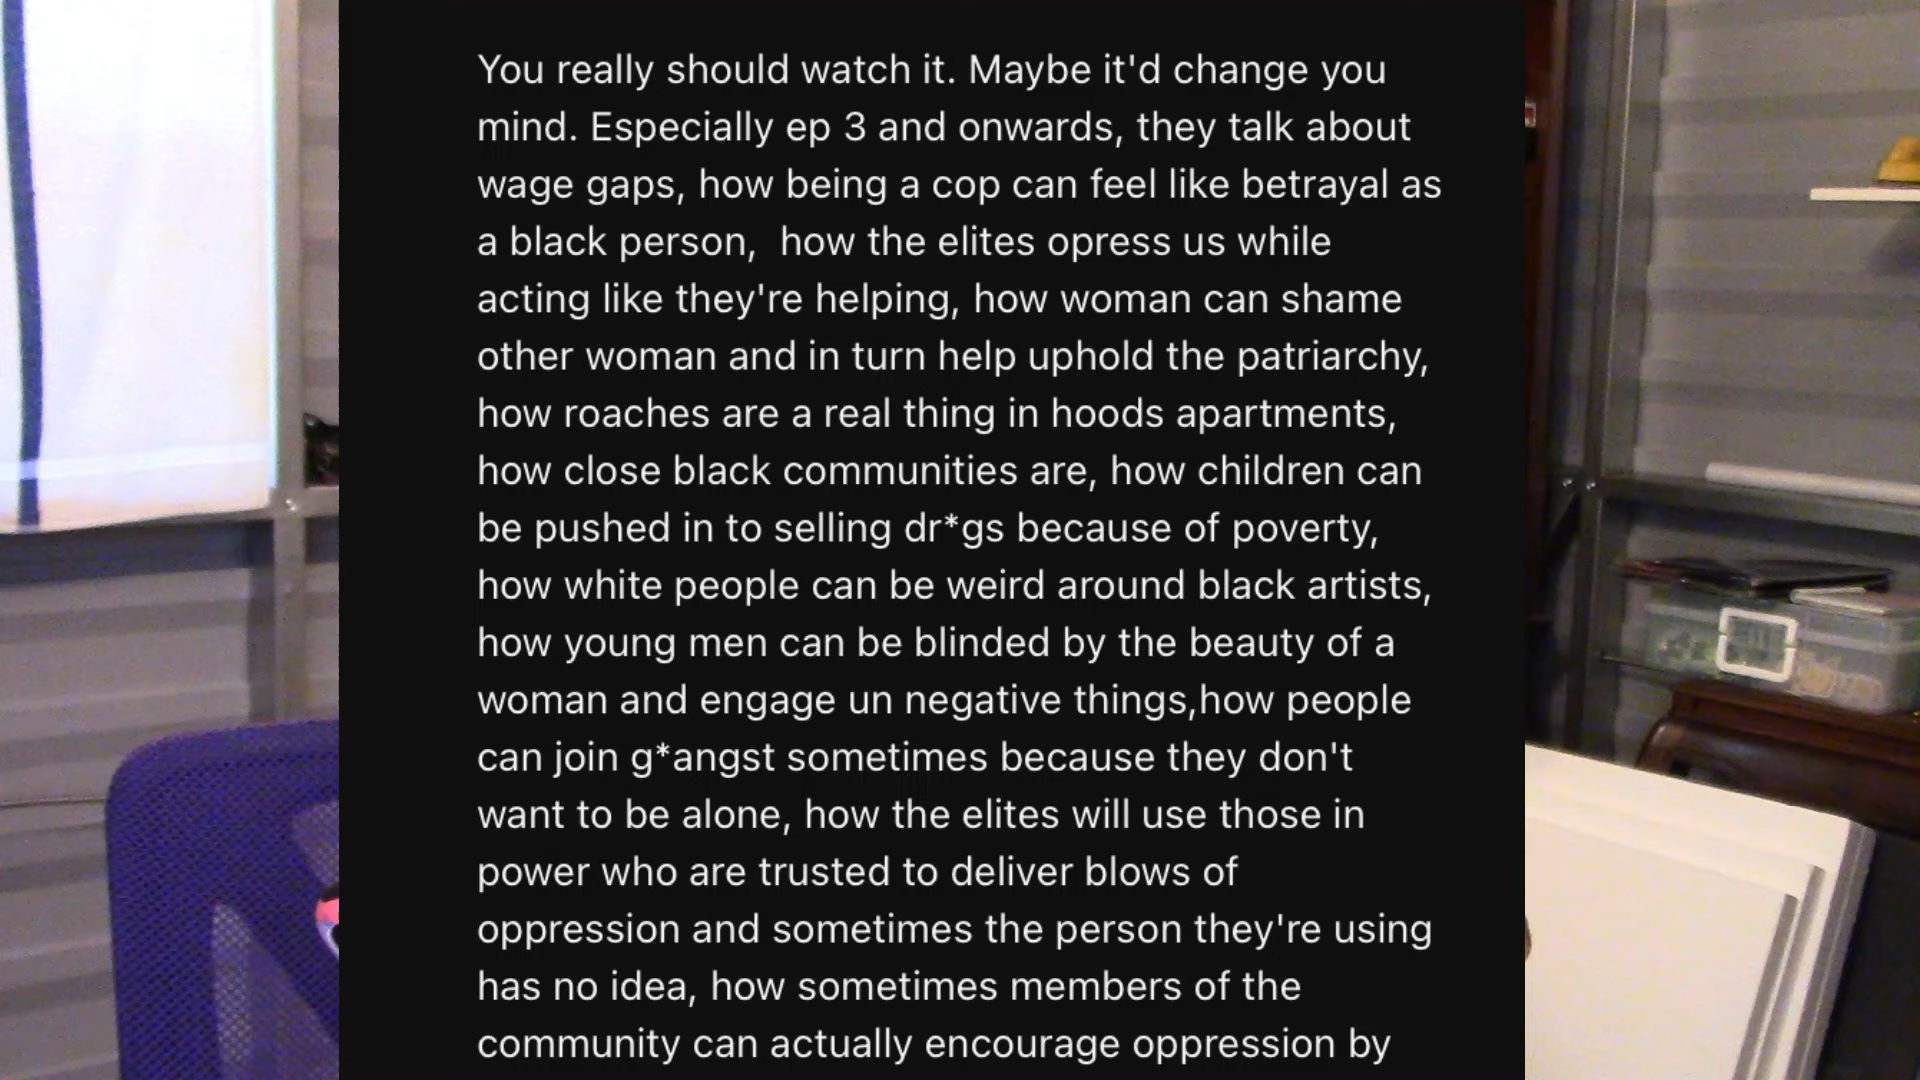 You really should watch it. Maybe it'd change you
mind. Especially ep 3 and onwards, they talk about
wage gaps, how being a cop can feel like betrayal as
a black person,  how the elites opress us while
acting like they're helping, how woman can shame
other woman and in turn help uphold the patriarchy,
how roaches are a real thing in hoods apartments,
how close black communities are, how children can
be pushed in to selling dr*gs because of poverty,
how white people can be weird around black artists,
how young men can be blinded by the beauty of a
woman and engage un negative things,how people
can join g*angst sometimes because they don't
want to be alone, how the elites will use those in
power who are trusted to deliver blows of
oppression and sometimes the person they're using
has no idea, how sometimes members of the
community can actually encourage oppression by